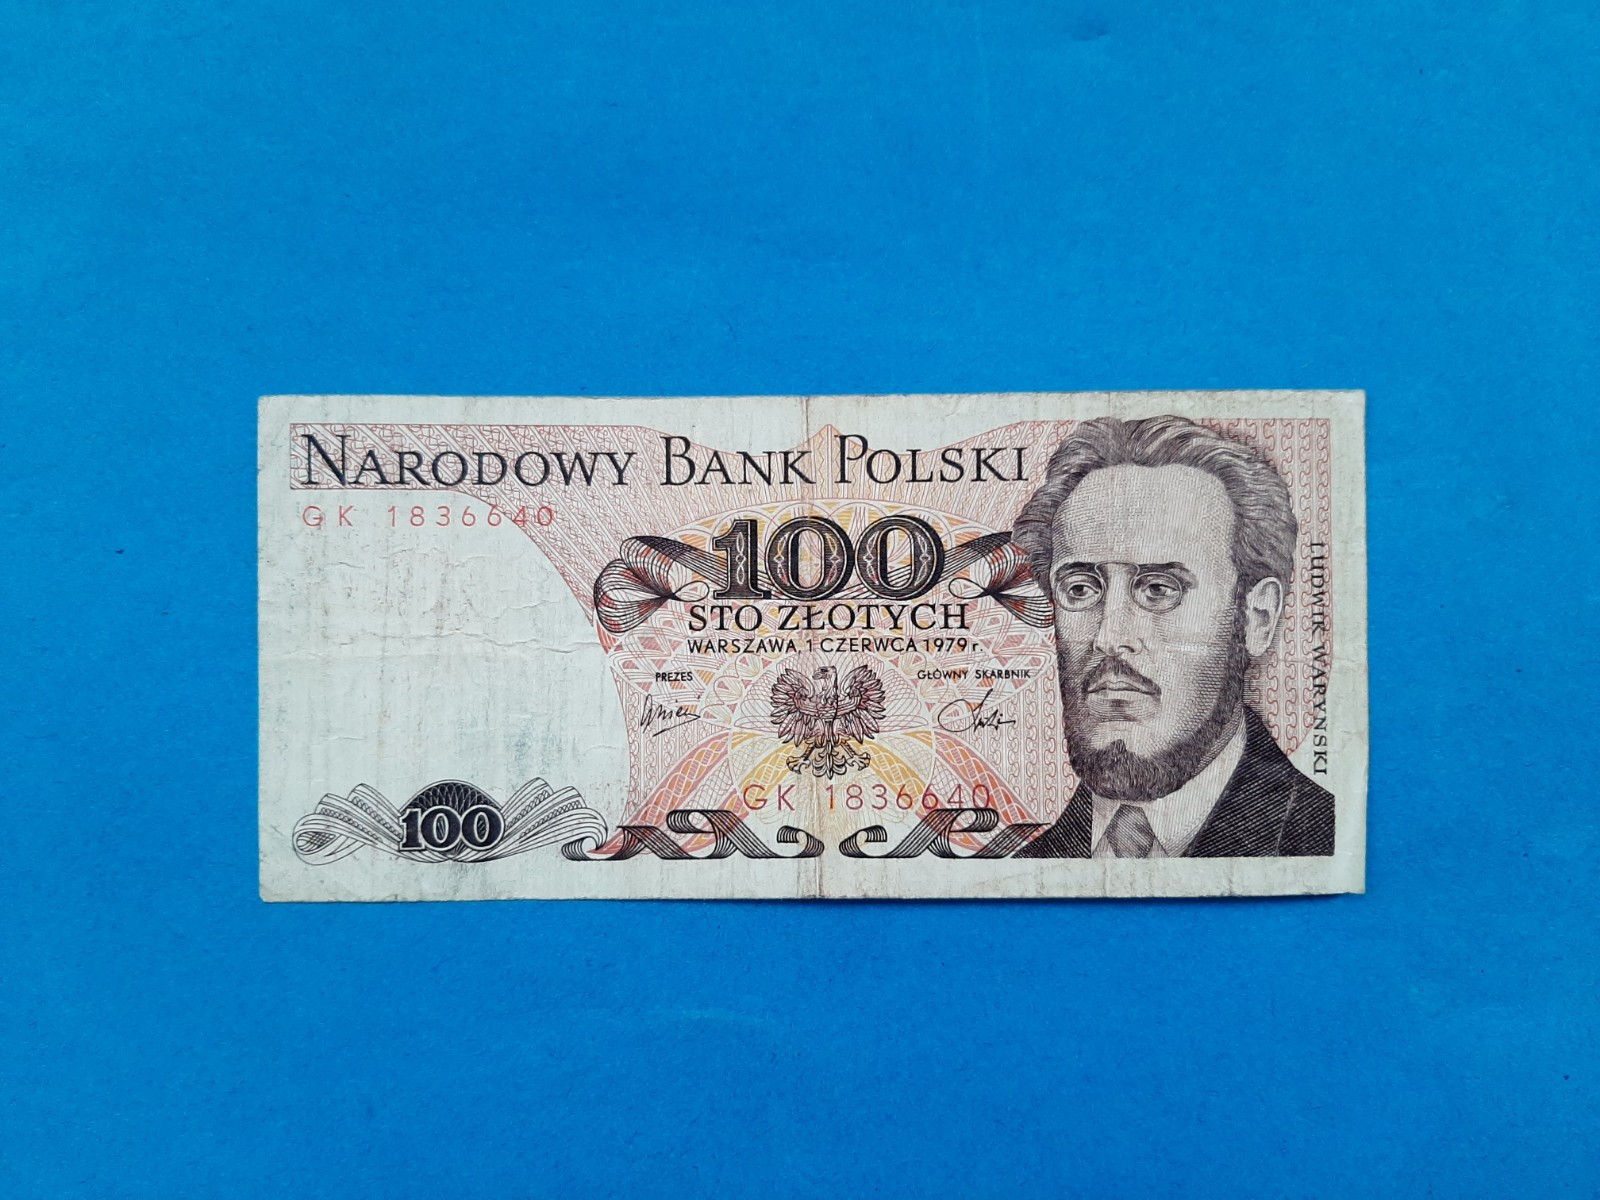 NARODOWY BANK POLSKI
GK 1836640
100
STO ZŁOTYCH
WARSZAWA, 1 CZERWCA 1979 r.
PREZES
GŁÓWNY SKARBNIK
GK 1836640
100
LUDWIK WARYŃSKI